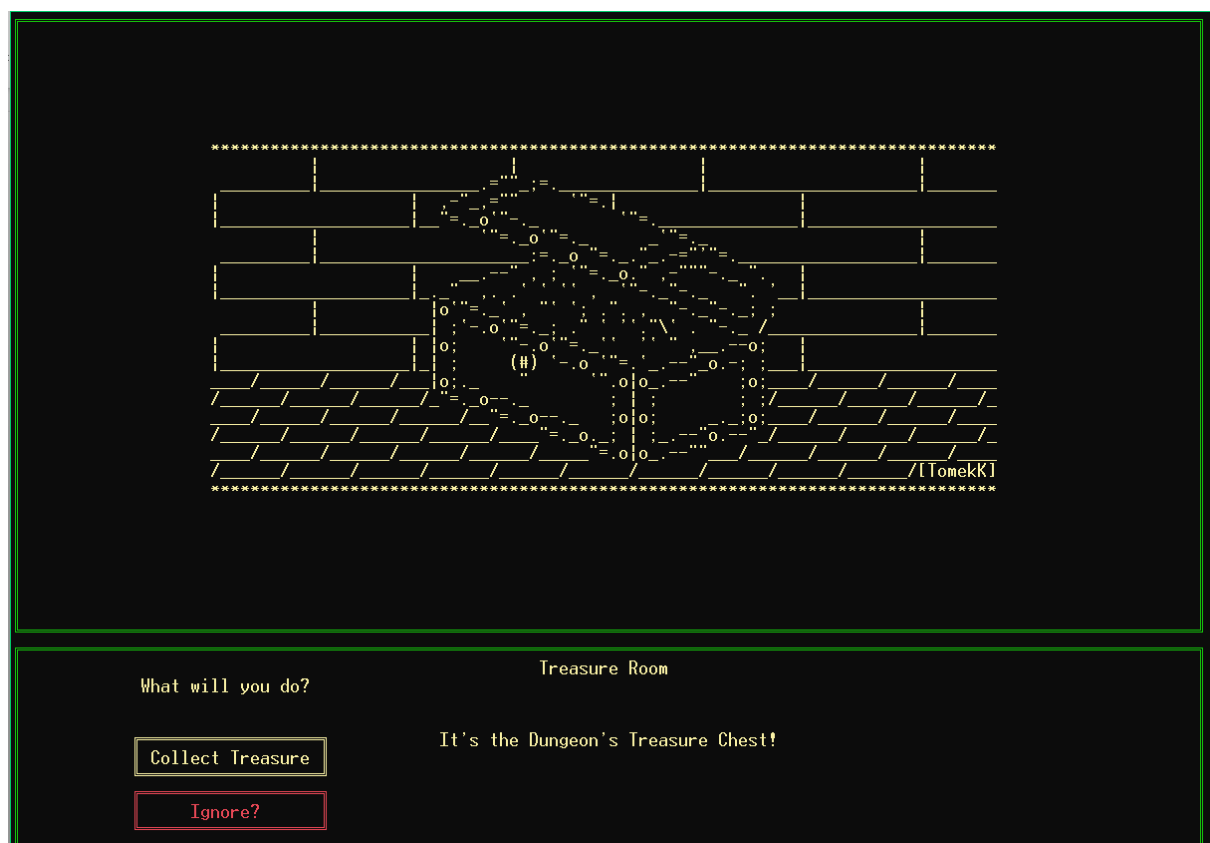 [TomekK]
Treasure Room
What will you do?
It's the Dungeon's Treasure Chest!
Collect Treasure
Ignore?